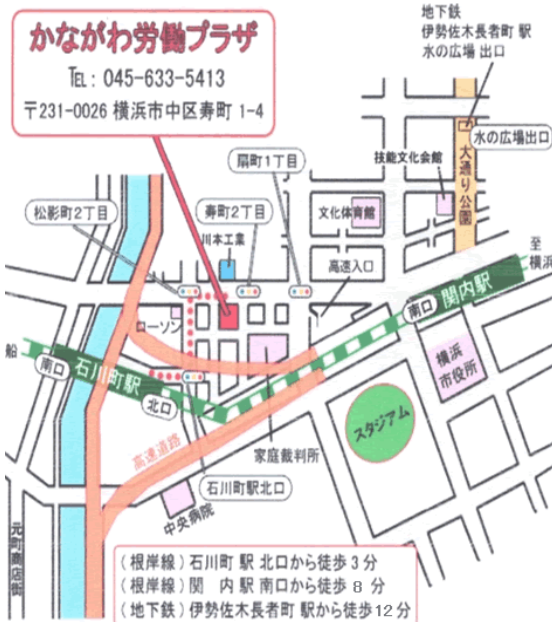 かながわ労働プラザ
TEL: 045-633-5413
〒231-0026 横浜市中区寿町 1-4
地下鉄
伊勢佐木長者町 駅
水の広場 出口
水の広場出口
大通り公園
技能文化会館
扇町1丁目
松影町2丁目
寿町2丁目
文化体育館
川本工業
高速入口
至
横浜
関内駅
南口
ローソン
船
南口
石川町駅
北口
横浜
市役所
スタジアム
高速道路
家庭裁判所
石川町駅北口
中央病院
元町商店街
(根岸線) 石川町 駅 北口から徒歩 3 分
(根岸線) 関 内 駅 南口から徒歩 8 分
(地下鉄) 伊勢佐木長者町 駅から徒歩12分